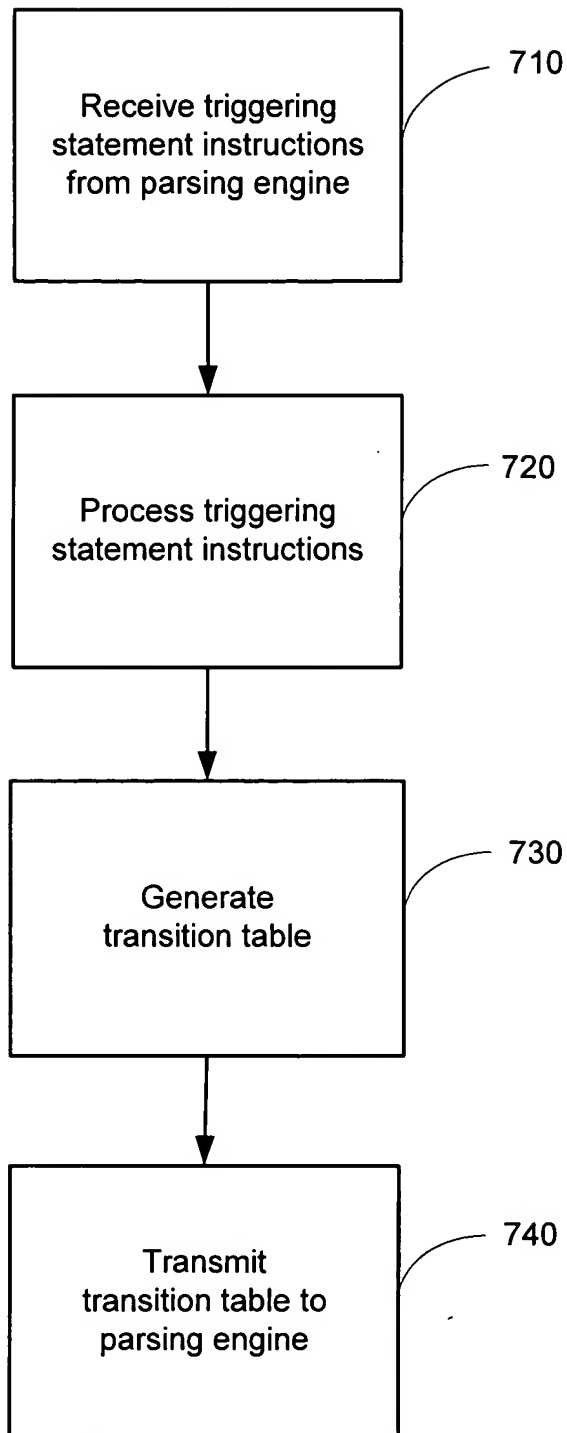 710
Receive triggering
statement instructions
from parsing engine
720
Process triggering
statement instructions
730
Generate
transition table
740
Transmit
transition table to
parsing engine